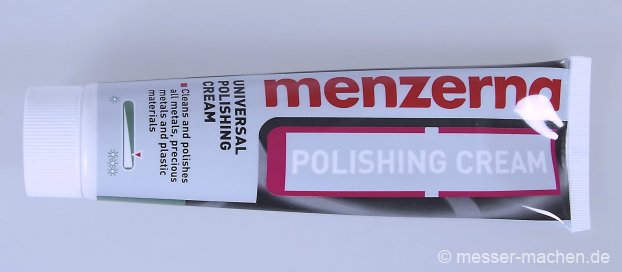 menzerna
POLISHING CREAM
UNIVERSAL
POLISHING
CREAM
Cleans and polishes
all metals, precious
metals and plastic
materials
© messer-machen.de